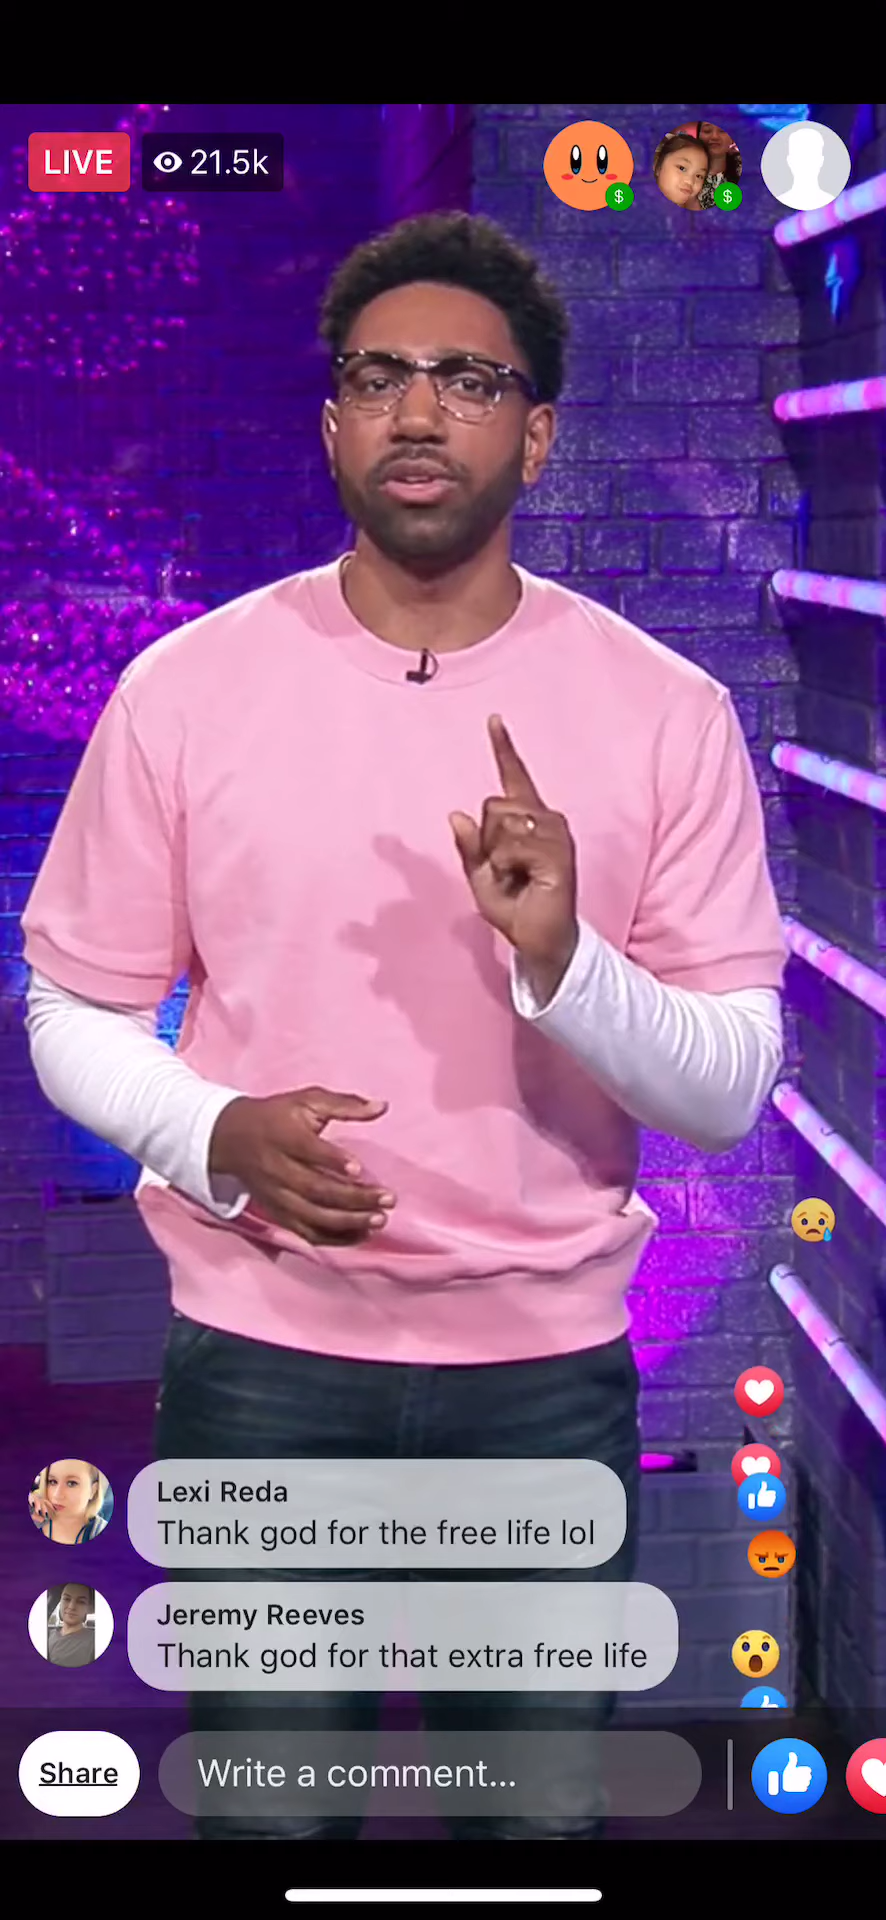 LIVE 21.5k
$ $
Lexi Reda
Thank god for the free life lol
Jeremy Reeves
Thank god for that extra free life
Share Write a comment...